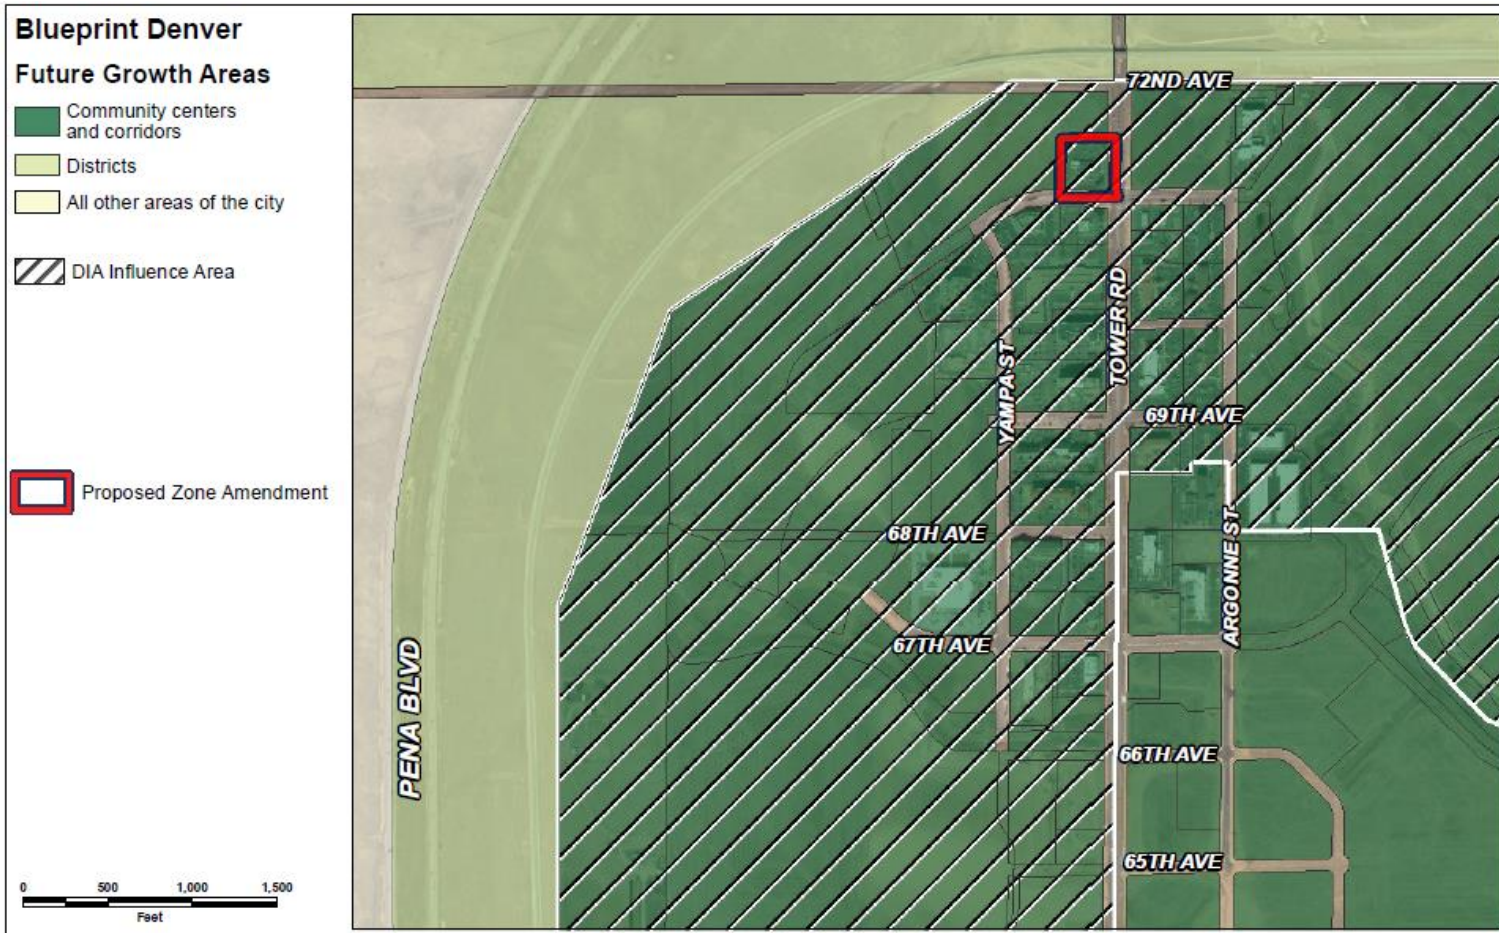 Blueprint Denver
Future Growth Areas
Community centers
and corridors
Districts
All other areas of the city
DIA Influence Area
Proposed Zone Amendment
0 500 1,000 1,500
Feet
72ND AVE
TOWER RD
YAMPA ST
69TH AVE
68TH AVE
ARGONNE ST
67TH AVE
PENA BLVD
66TH AVE
65TH AVE